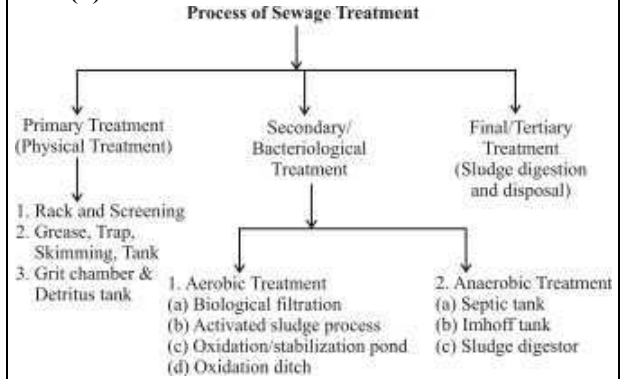 Process of Sewage Treatment
Primary Treatment
(Physical Treatment)
1. Rack and Screening
2. Grease, Trap,
Skimming, Tank
3. Grit chamber &
Detritus tank
Secondary/
Bacteriological
Treatment
1. Aerobic Treatment
(a) Biological filtration
(b) Activated sludge process
(c) Oxidation/stabilization pond
(d) Oxidation ditch
2. Anaerobic Treatment
(a) Septic tank
(b) Imhoff tank
(c) Sludge digestor
Final/Tertiary
Treatment
(Sludge digestion
and disposal)